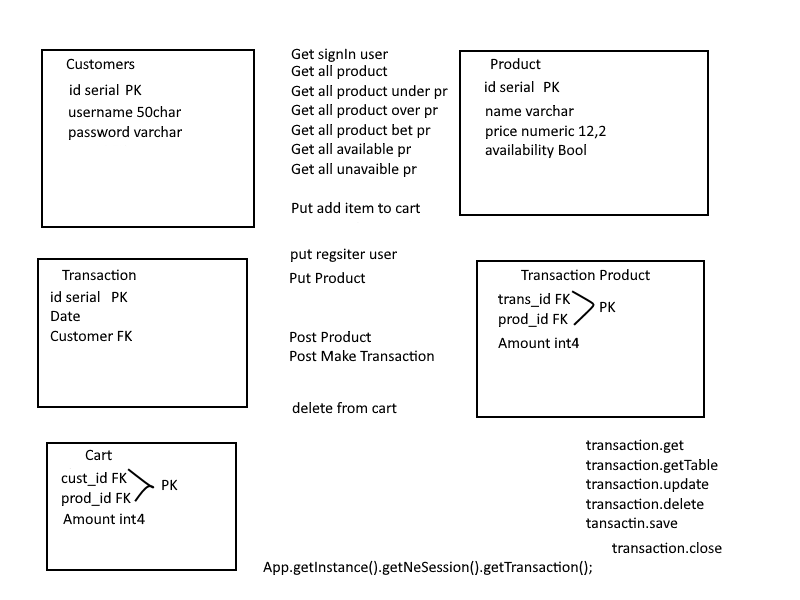 Customers
id serial PK
username 50char
password varchar
Get signIn user
Get all product
Get all product under pr
Get all product over pr
Get all product bet pr
Get all available pr
Get all unavaible pr
Put add item to cart
Product
id serial PK
name varchar
price numeric 12,2
availability Bool
Transaction
id serial PK
Date
Customer FK
put regsiter user
Put Product
Post Product
Post Make Transaction
delete from cart
Transaction Product
trans_id FK
prod_id FK
PK
Amount int4
Cart
cust_id FK
prod_id FK
PK
Amount int4
transaction.get
transaction.getTable
transaction.update
transaction.delete
tansactin.save
transaction.close
App.getInstance().getNeSession().getTransaction();